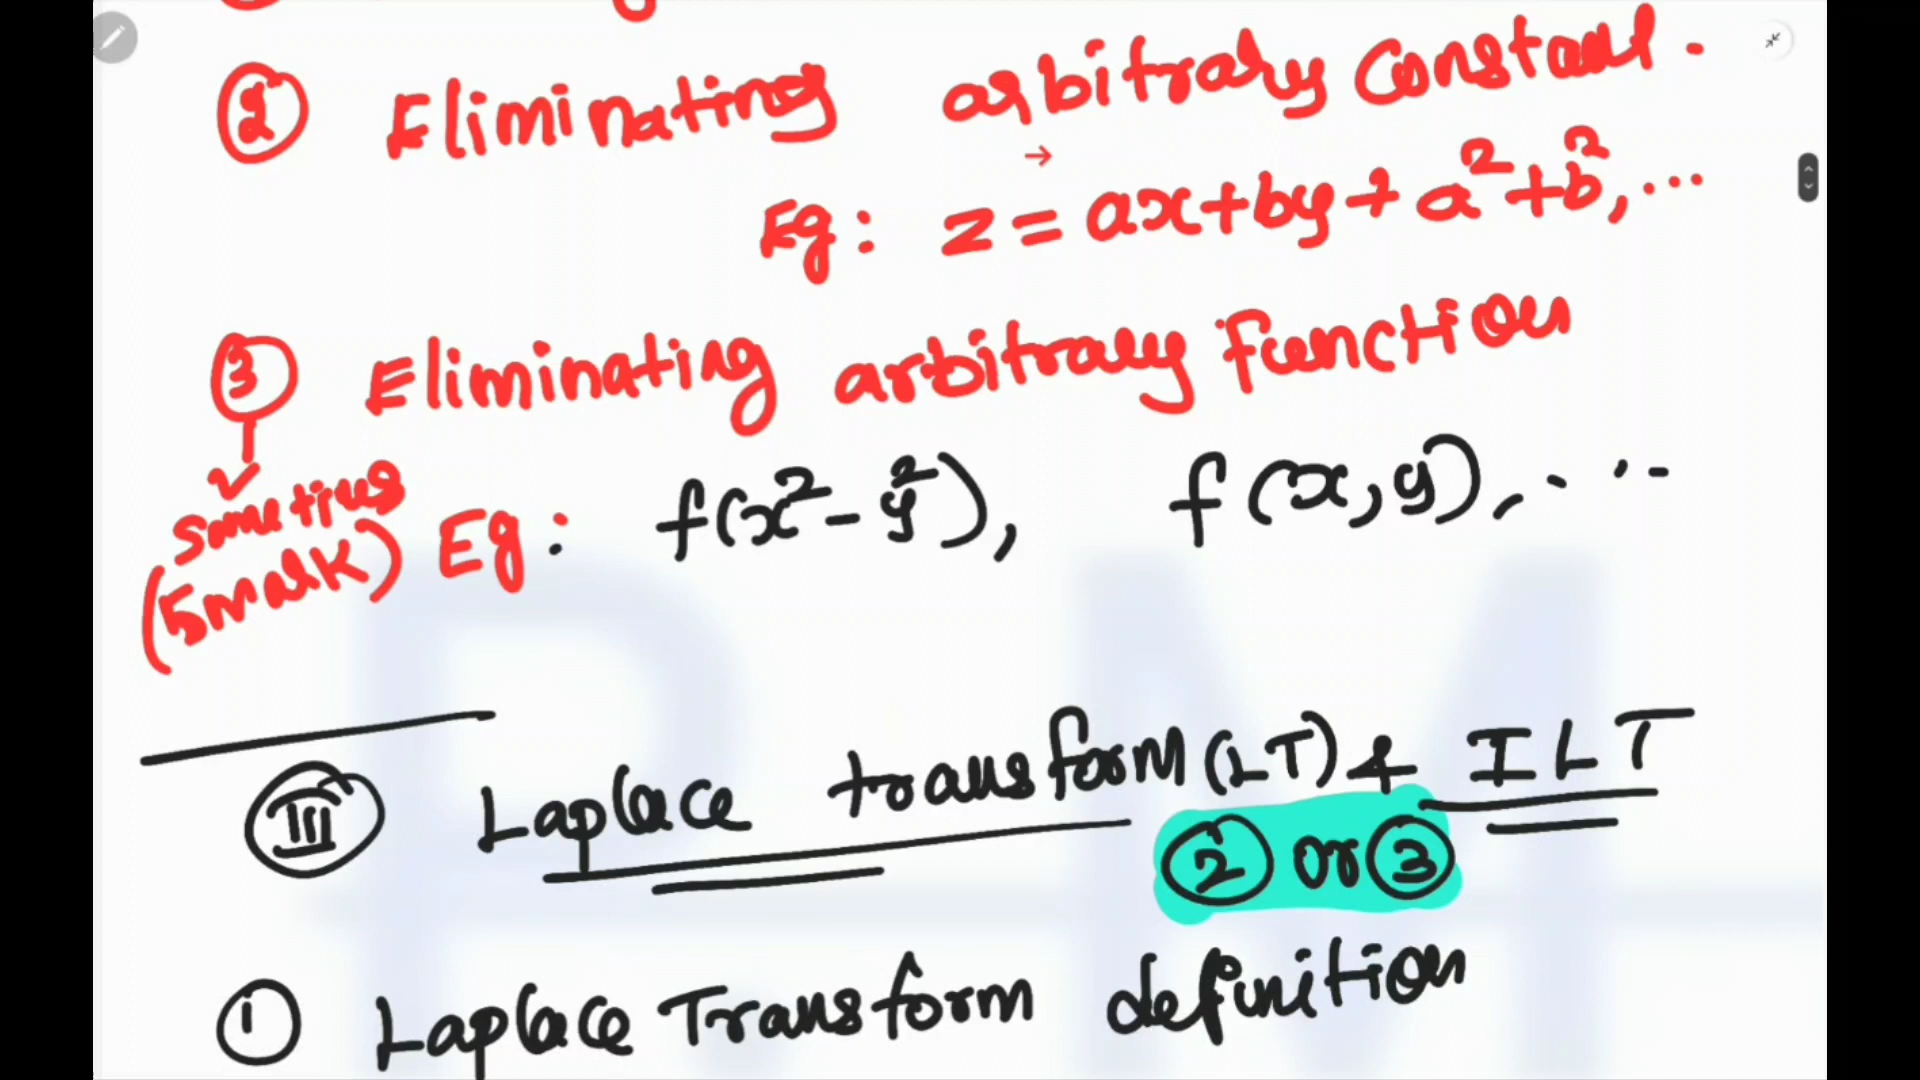 ② Eliminating arbitrary constant.
Eg: z = ax+by+a²+b²,...
③ Eliminating arbitrary function
sometimes
(5mark) Eg: f(x²-y²), f(x,y),...
III Laplace transform (LT) & ILT
② or ③
① Laplace Transform definition